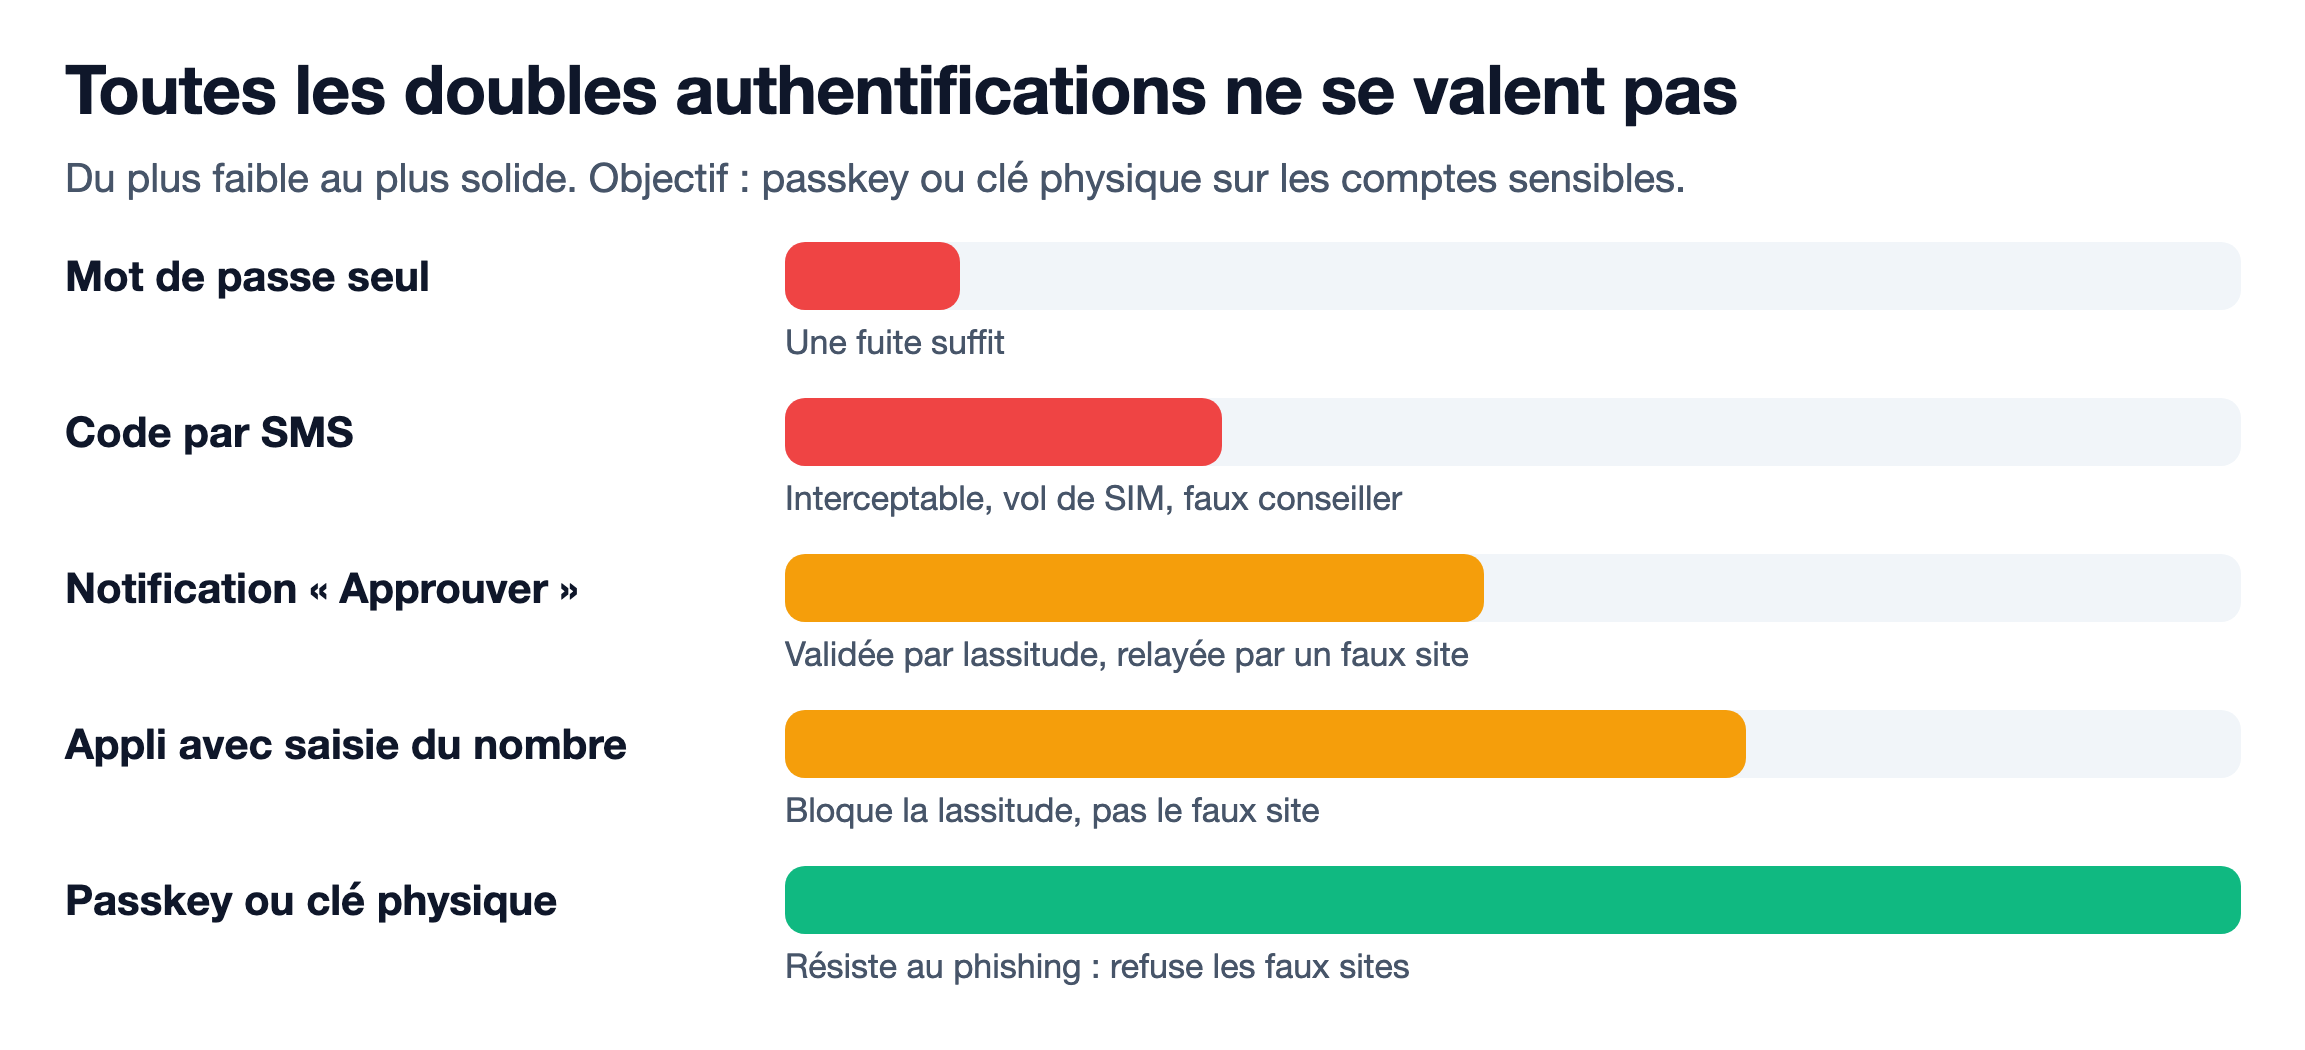 Toutes les doubles authentifications ne se valent pas
Du plus faible au plus solide. Objectif : passkey ou clé physique sur les comptes sensibles.
Mot de passe seul
Une fuite suffit
Code par SMS
Interceptable, vol de SIM, faux conseiller
Notification « Approuver »
Validée par lassitude, relayée par un faux site
Appli avec saisie du nombre
Bloque la lassitude, pas le faux site
Passkey ou clé physique
Résiste au phishing : refuse les faux sites